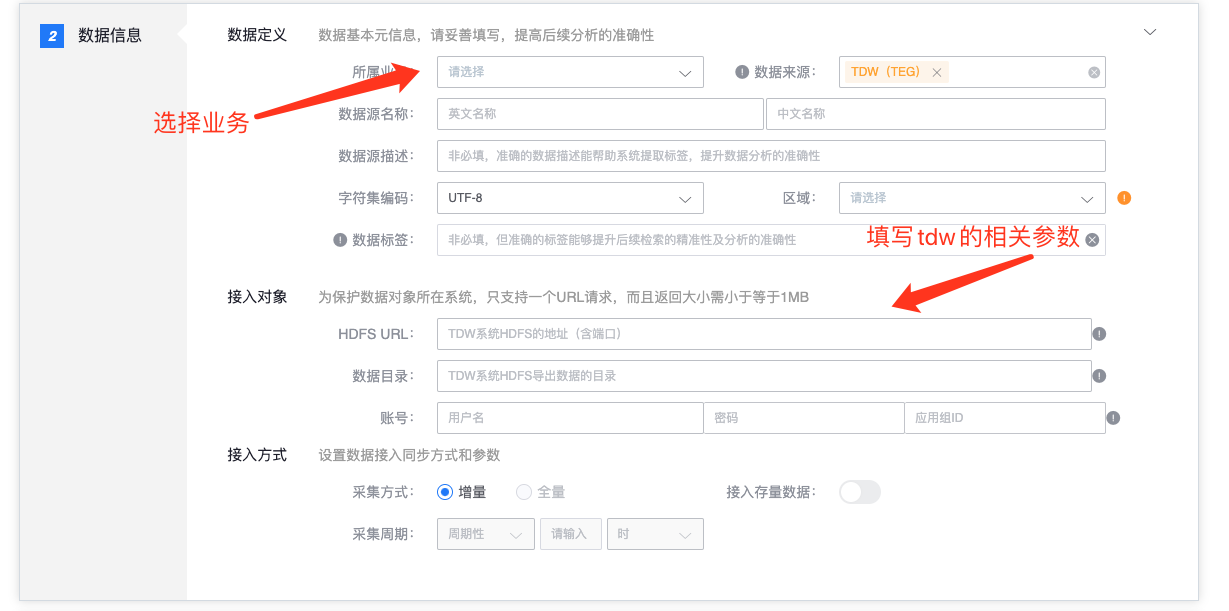 2 数据信息
数据定义 数据基本元信息，请妥善填写，提高后续分析的准确性
所属业 请选择 数据来源： TDW（TEG）
选择业务
数据源名称： 英文名称 中文名称
数据源描述： 非必填，准确的数据描述能帮助系统提取标签，提升数据分析的准确性
字符集编码： UTF-8 区域： 请选择
数据标签： 非必填，但准确的标签能够提升后续检索的精准性及分析的准确性
填写tdw的相关参数
接入对象 为保护数据对象所在系统，只支持一个URL请求，而且返回大小需小于等于1MB
HDFS URL： TDW系统HDFS的地址（含端口）
数据目录： TDW系统HDFS导出数据的目录
账号： 用户名 密码 应用组ID
接入方式 设置数据接入同步方式和参数
采集方式： 增量 全量 接入存量数据：
采集周期： 周期性 请输入 时